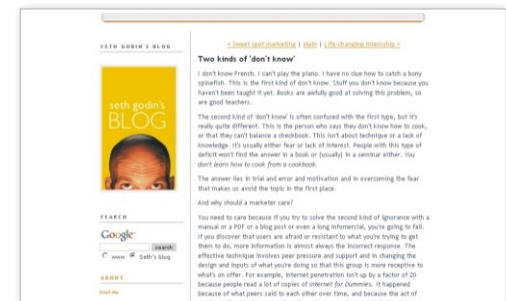 « Sweet spot marketing | Main | Life-changing Internship »
SETH GODIN'S BLOG
Two kinds of 'don't know'
I don't know French. I can't play the piano. I have no clue how to catch a bony
spinefish. This is the first kind of don't know. Stuff you don't know because you
haven't been taught it yet. Books are awfully good at solving this problem, so
are good teachers.
seth godin's
BLOG
The second kind of 'don't know' is often confused with the first type, but it's
really quite different. This is the person who says they don't know how to cook,
or that they can't balance a checkbook. This isn't about technique or a lack of
knowledge. It's usually either fear or lack of interest. People with this type of
deficit won't find the answer in a book or (usually) in a seminar either. You
don't learn how to cook from a cookbook.
The answer lies in trial and error and motivation and in overcoming the fear
that makes us avoid the topic in the first place.
And why should a marketer care?
SEARCH
Google
search
www Seth's blog
You need to care because if you try to solve the second kind of ignorance with a
manual or a PDF or a blog post or even a long infomercial, you're going to fail.
If you discover that users are afraid or resistant to what you're trying to get
them to do, more information is almost always the incorrect response. The
effective technique involves peer pressure and support and in changing the
design and inputs of what you're doing so that this group is more receptive to
what's on offer. For example, internet penetration isn't up by a factor of 20
because people read a lot of copies of Internet for Dummies. It happened
because of what peers said to each other over time, and because the act of
ABOUT
Email Me